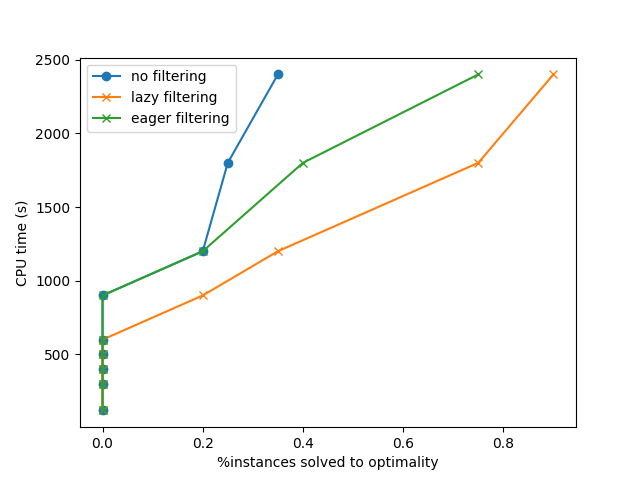 no filtering
lazy filtering
eager filtering
2500
2000
1500
1000
500
CPU time (s)
0.0 0.2 0.4 0.6 0.8
%instances solved to optimality